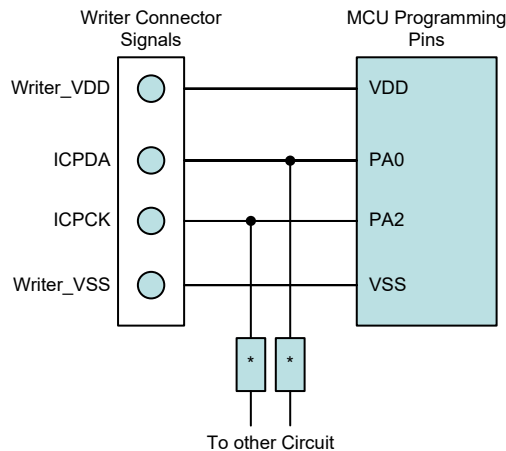 Writer Connector
Signals
MCU Programming
Pins
Writer_VDD
VDD
ICPDA
PA0
ICPCK
PA2
Writer_VSS
VSS
* *
To other Circuit